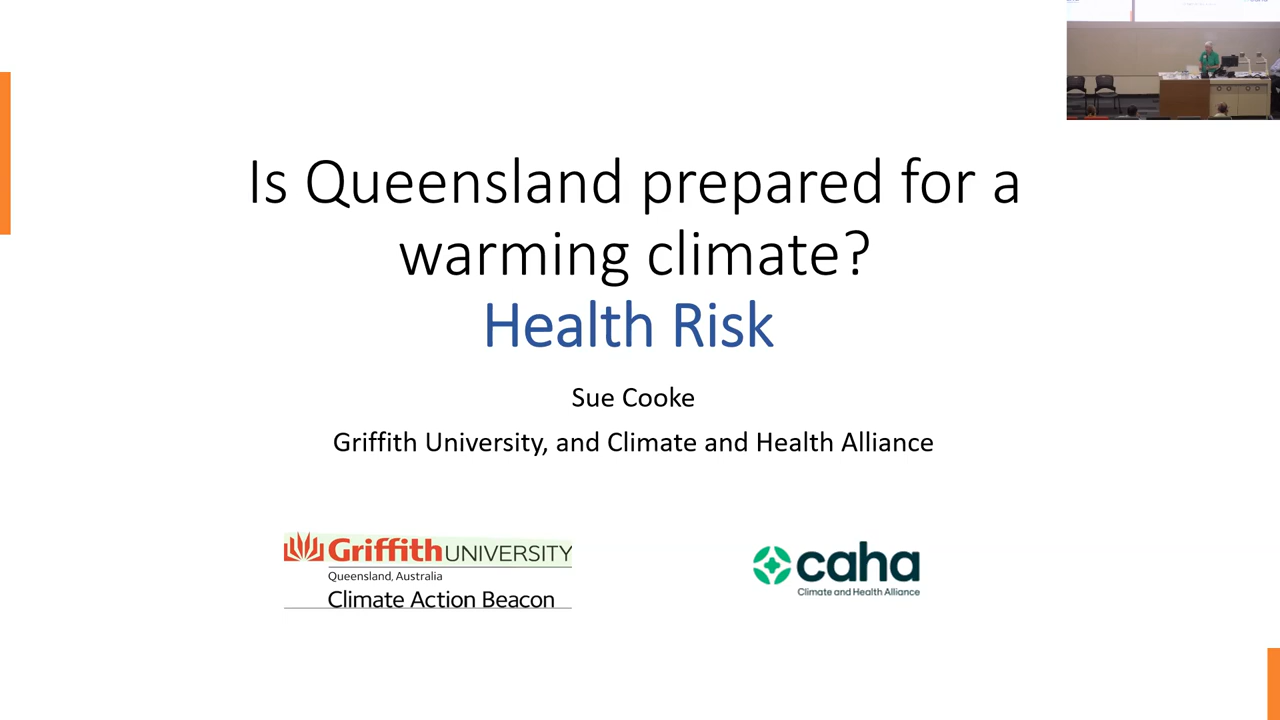 Is Queensland prepared for a
warming climate?
Health Risk
Sue Cooke
Griffith University, and Climate and Health Alliance
Griffith UNIVERSITY
Queensland, Australia
Climate Action Beacon
caha
Climate and Health Alliance